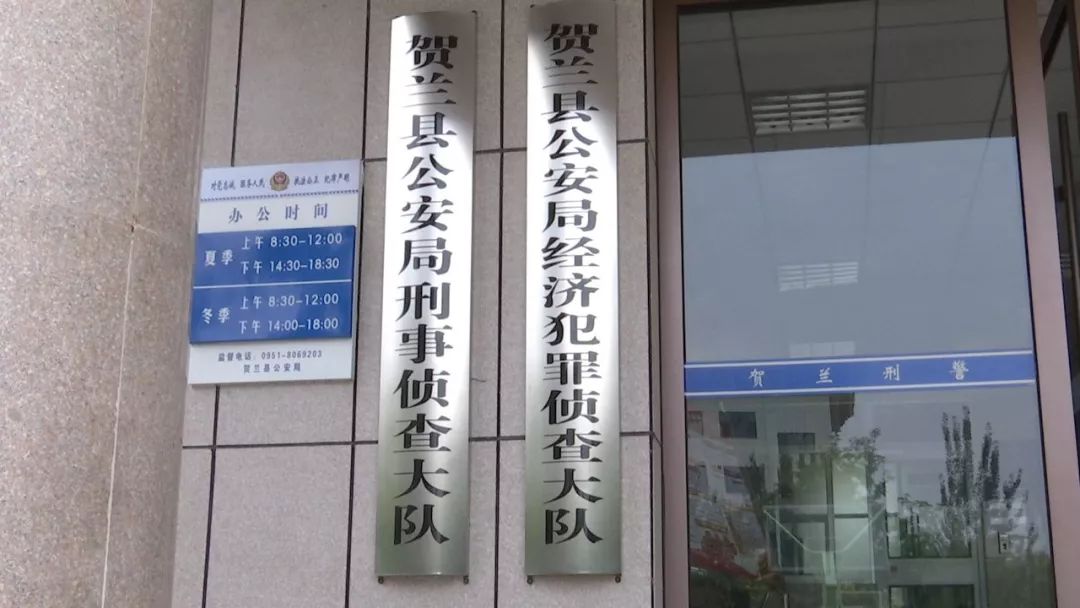 对党忠诚 服务人民 执法公正 纪律严明
办公时间
夏季
上午 8:30-12:00
下午 14:30-18:30
冬季
上午 8:30-12:00
下午 14:00-18:00
监督电话：0951-8069203
贺兰县公安局
贺兰县公安局刑事侦查大队
贺兰县公安局经济犯罪侦查大队
贺兰刑警